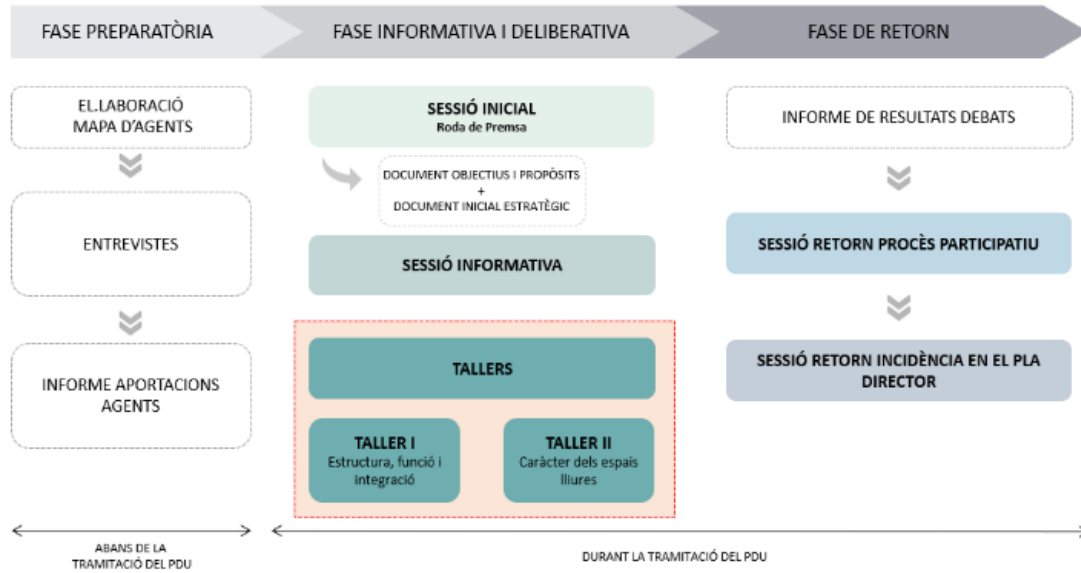 FASE PREPARATÒRIA
FASE INFORMATIVA I DELIBERATIVA
FASE DE RETORN
EL.LABORACIÓ
MAPA D'AGENTS
ENTREVISTES
INFORME APORTACIONS
AGENTS
SESSIÓ INICIAL
Roda de Premsa
DOCUMENT OBJECTIUS I PROPÒSITS
+
DOCUMENT INICIAL ESTRATÈGIC
SESSIÓ INFORMATIVA
TALLERS
TALLER I
Estructura, funció i
integració
TALLER II
Caràcter dels espais
lliures
INFORME DE RESULTATS DEBATS
SESSIÓ RETORN PROCÈS PARTICIPATIU
SESSIÓ RETORN INCIDÈNCIA EN EL PLA
DIRECTOR
ABANS DE LA
TRAMITACIÓ DEL PDU
DURANT LA TRAMITACIÓ DEL PDU